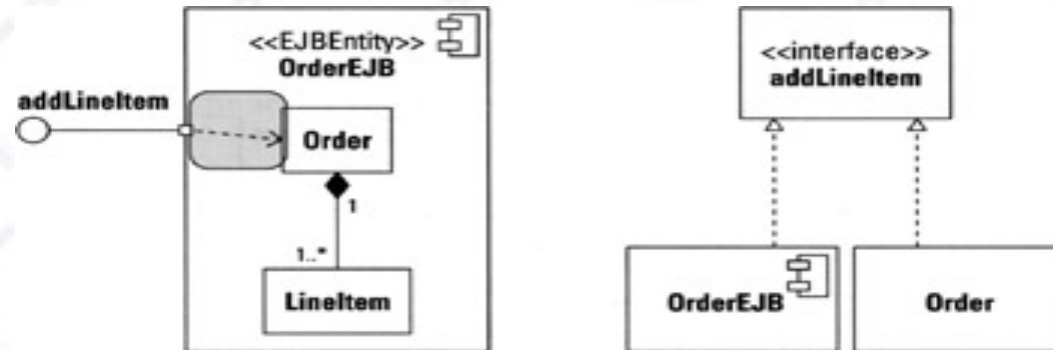 <<EJBEntity>>
OrderEJB
addLineItem
Order
1
1..*
LineItem
<<interface>>
addLineItem
OrderEJB
Order